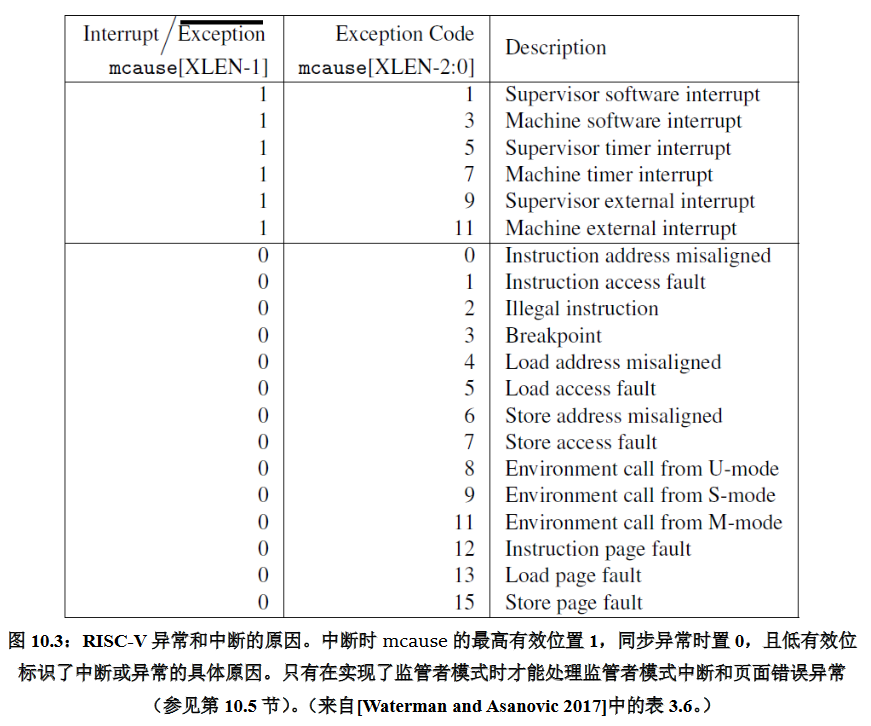 Interrupt / Exception Exception Code Description
mcause[XLEN-1] mcause[XLEN-2:0]
1 1 Supervisor software interrupt
1 3 Machine software interrupt
1 5 Supervisor timer interrupt
1 7 Machine timer interrupt
1 9 Supervisor external interrupt
1 11 Machine external interrupt
0 0 Instruction address misaligned
0 1 Instruction access fault
0 2 Illegal instruction
0 3 Breakpoint
0 4 Load address misaligned
0 5 Load access fault
0 6 Store address misaligned
0 7 Store access fault
0 8 Environment call from U-mode
0 9 Environment call from S-mode
0 11 Environment call from M-mode
0 12 Instruction page fault
0 13 Load page fault
0 15 Store page fault
图 10.3：RISC-V 异常和中断的原因。中断时 mcause 的最高有效位置 1，同步异常时置 0，且低有效位
标识了中断或异常的具体原因。只有在实现了监管者模式时才能处理监管者模式中断和页面错误异常
（参见第 10.5 节）。（来自[Waterman and Asanovic 2017]中的表 3.6。）